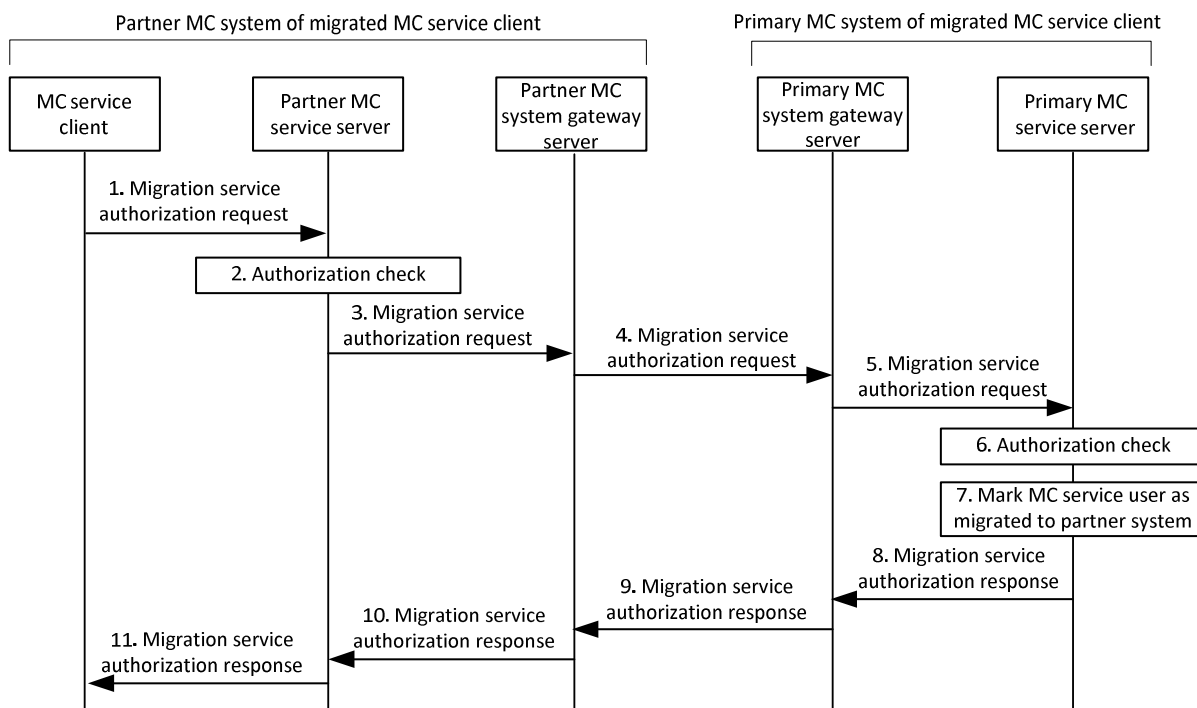 Partner MC system of migrated MC service client
Primary MC system of migrated MC service client
MC service
client
Partner MC
service server
Partner MC
system gateway
server
Primary MC
system gateway
server
Primary MC
service server
1. Migration service
authorization request
2. Authorization check
3. Migration service
authorization request
4. Migration service
authorization request
5. Migration service
authorization request
6. Authorization check
7. Mark MC service user as
migrated to partner system
8. Migration service
authorization response
9. Migration service
authorization response
10. Migration service
authorization response
11. Migration service
authorization response